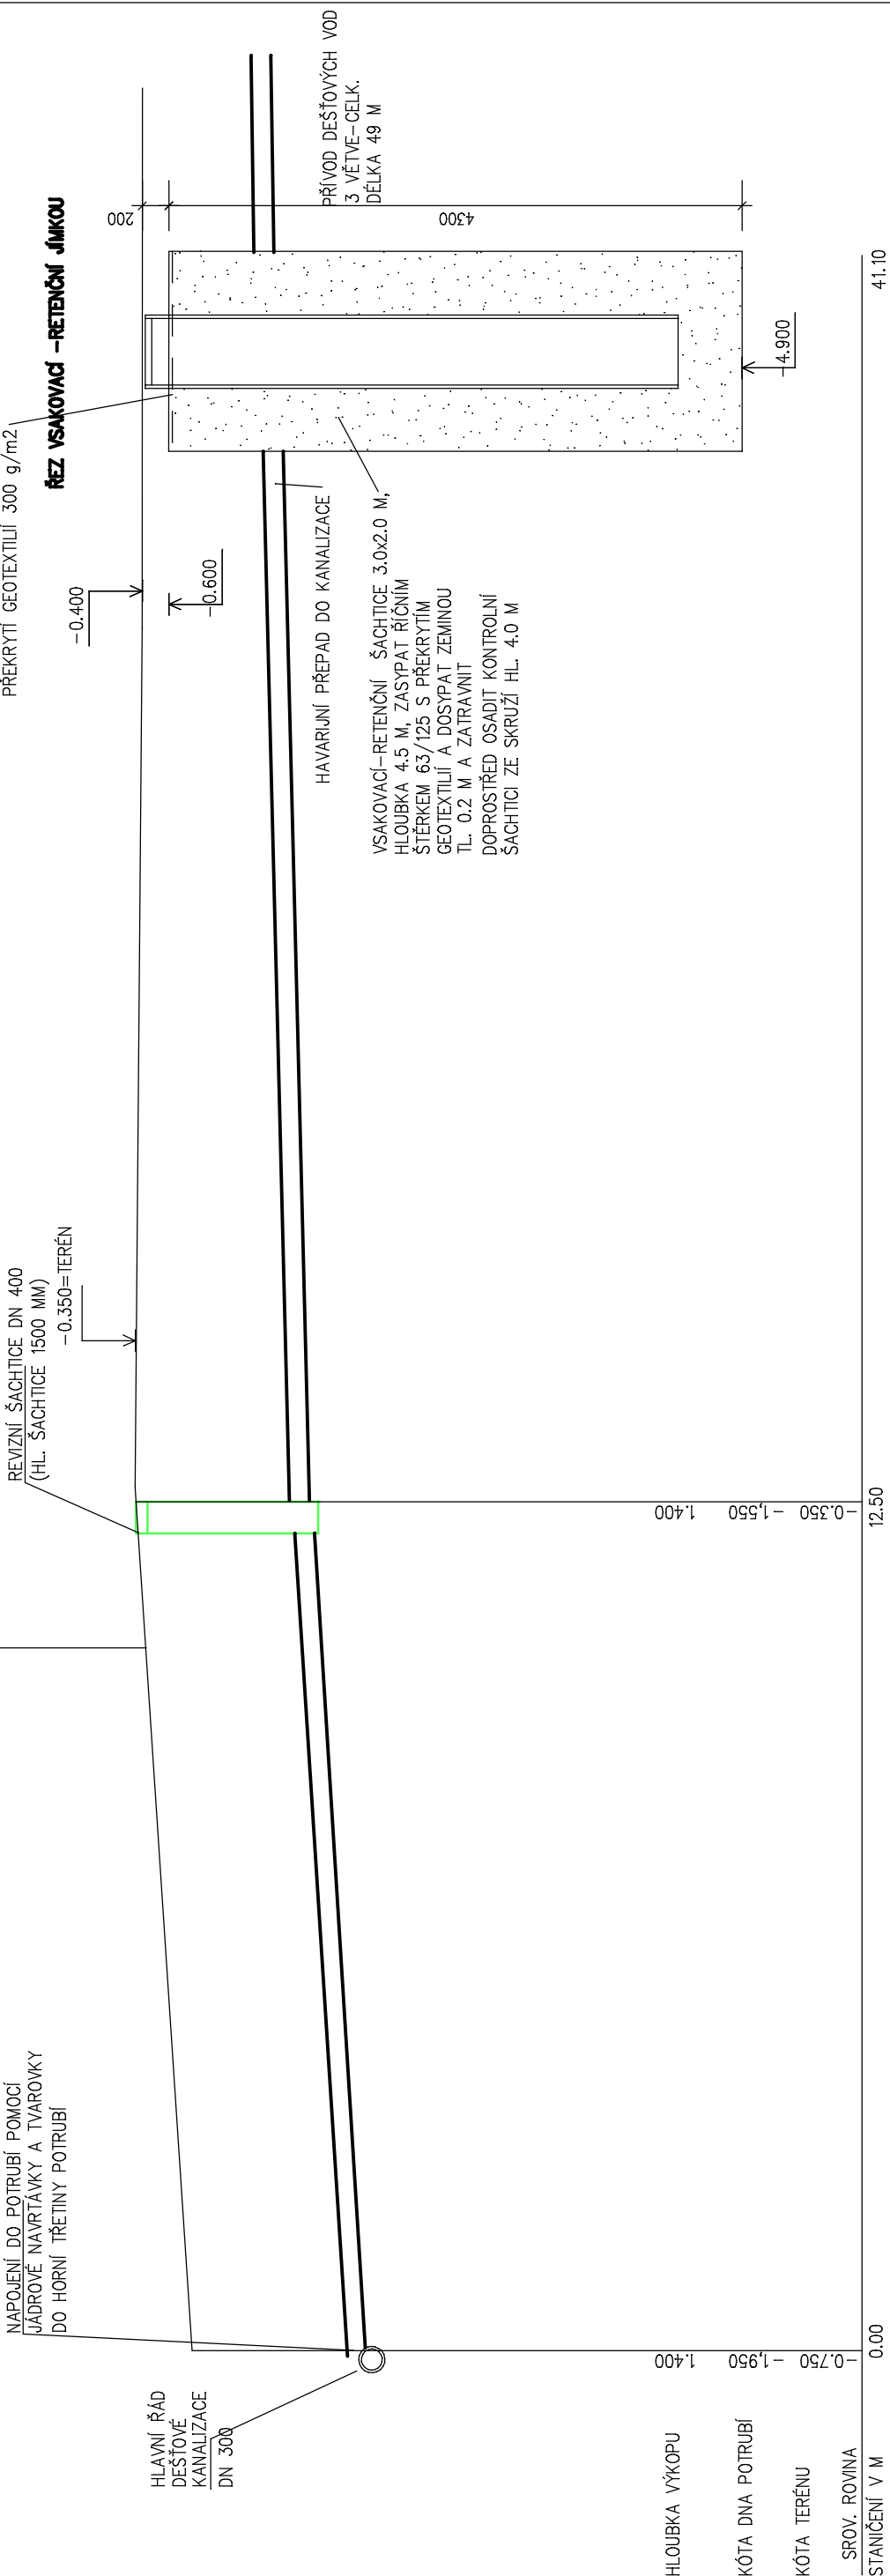 NAPOJENÍ DO POTRUBÍ POMOCÍ
JÁDROVÉ NAVRTÁVKY A TVAROVKY
DO HORNÍ TŘETINY POTRUBÍ
HLAVNÍ ŘÁD
DEŠŤOVÉ
KANALIZACE
DN 300
REVIZNÍ ŠACHTICE DN 400
(HL. ŠACHTICE 1500 MM)
-0.350=TERÉN
PŘEKRYTÍ GEOTEXTILIÍ 300 g/m2
ŘEZ VSAKOVACÍ -RETENČNÍ JÍMKOU
-0.400
-0.600
HAVARIJNÍ PŘEPAD DO KANALIZACE
VSAKOVACÍ-RETENČNÍ ŠACHTICE 3.0x2.0 M,
HLOUBKA 4.5 M, ZASYPAT ŘÍČNÍM
ŠTĚRKEM 63/125 S PŘEKRYTÍM
GEOTEXTILIÍ A DOSYPAT ZEMINOU
TL. 0.2 M A ZATRAVNIT
DOPROSTŘED OSADIT KONTROLNÍ
ŠACHTICI ZE SKRUŽÍ HL. 4.0 M
PŘÍVOD DEŠŤOVÝCH VOD
3 VĚTVE-CELK.
DÉLKA 49 M
200
4300
-4.900
HLOUBKA VÝKOPU
1.400
1.400
KÓTA DNA POTRUBÍ
-1,950
-1,550
KÓTA TERÉNU
-0.750
-0.350
SROV. ROVINA
STANIČENÍ V M
0.00
12.50
41.10